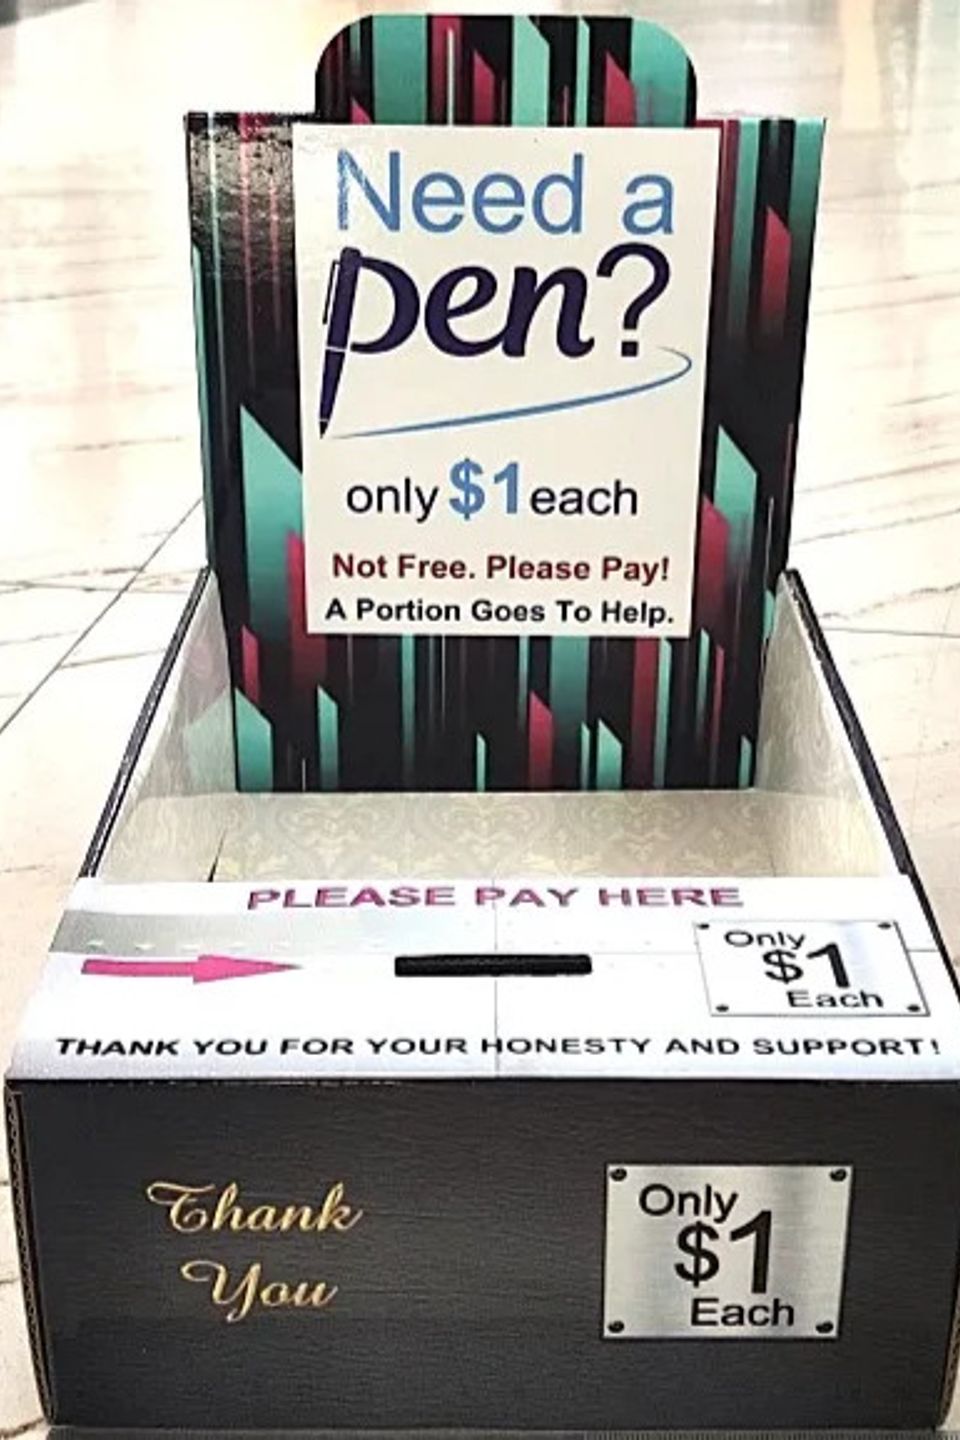 Need a
pen?
only $1 each
Not Free. Please Pay!
A Portion Goes To Help.
PLEASE PAY HERE
Only
$1
Each
THANK YOU FOR YOUR HONESTY AND SUPPORT!
Thank
You
Only
$1
Each